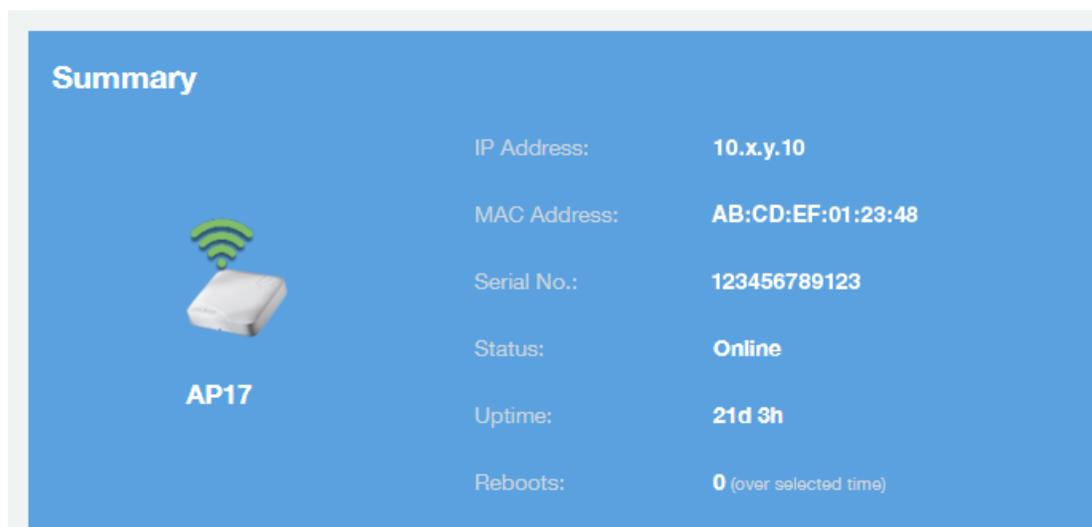 Summary
IP Address: 10.x.y.10
MAC Address: AB:CD:EF:01:23:48
Serial No.: 123456789123
Status: Online
AP17
Uptime: 21d 3h
Reboots: 0 (over selected time)